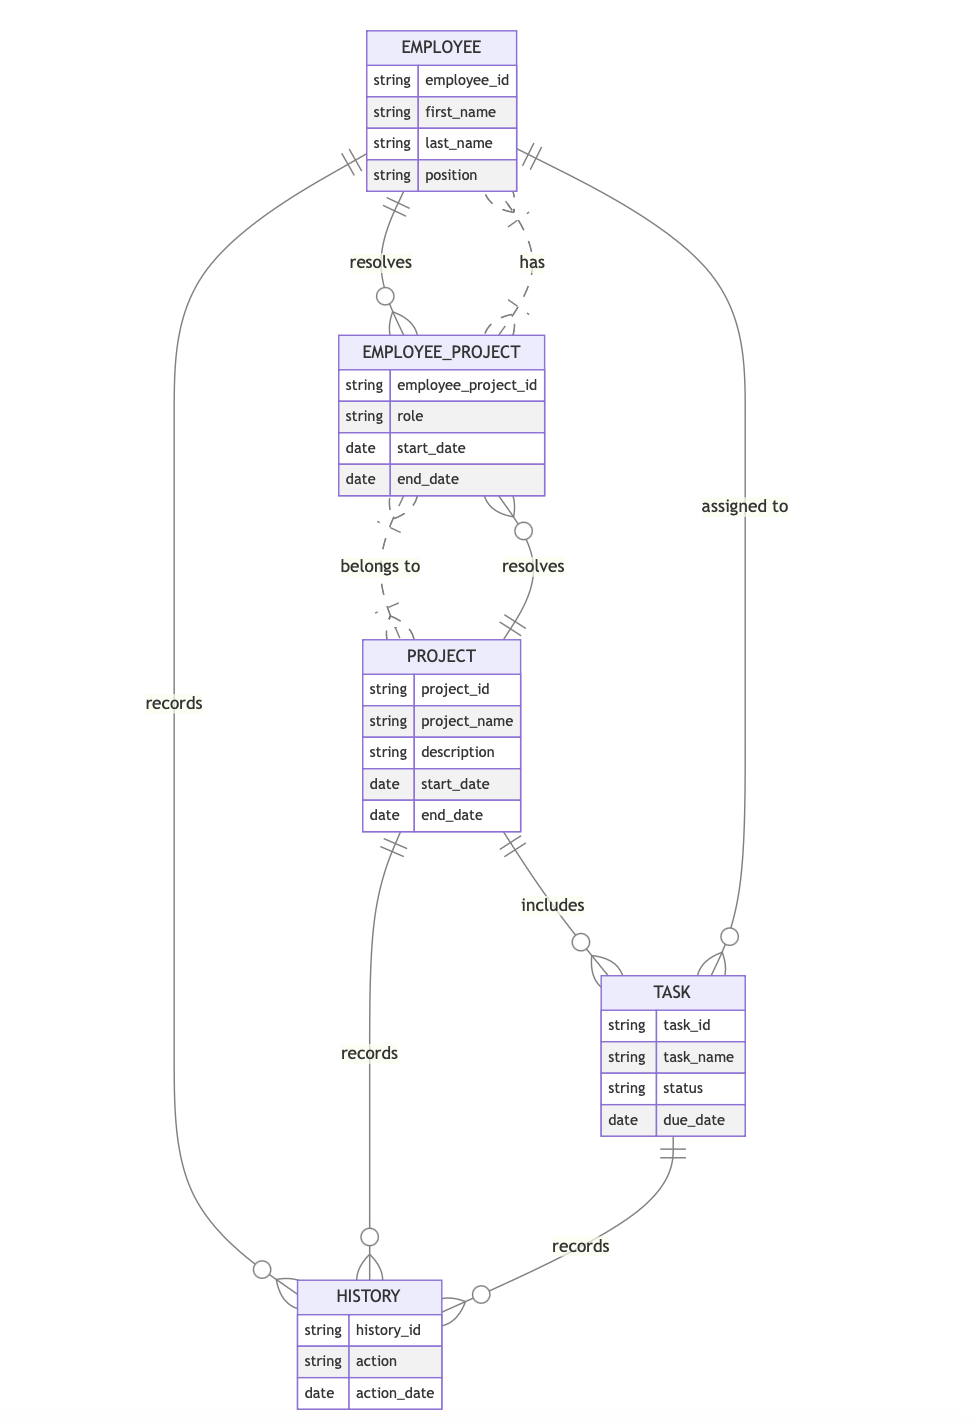 EMPLOYEE
string employee_id
string first_name
string last_name
string position
resolves
has
EMPLOYEE_PROJECT
string employee_project_id
string role
date start_date
date end_date
assigned to
belongs to
resolves
PROJECT
string project_id
string project_name
string description
date start_date
date end_date
records
includes
TASK
string task_id
string task_name
string status
date due_date
records
records
HISTORY
string history_id
string action
date action_date